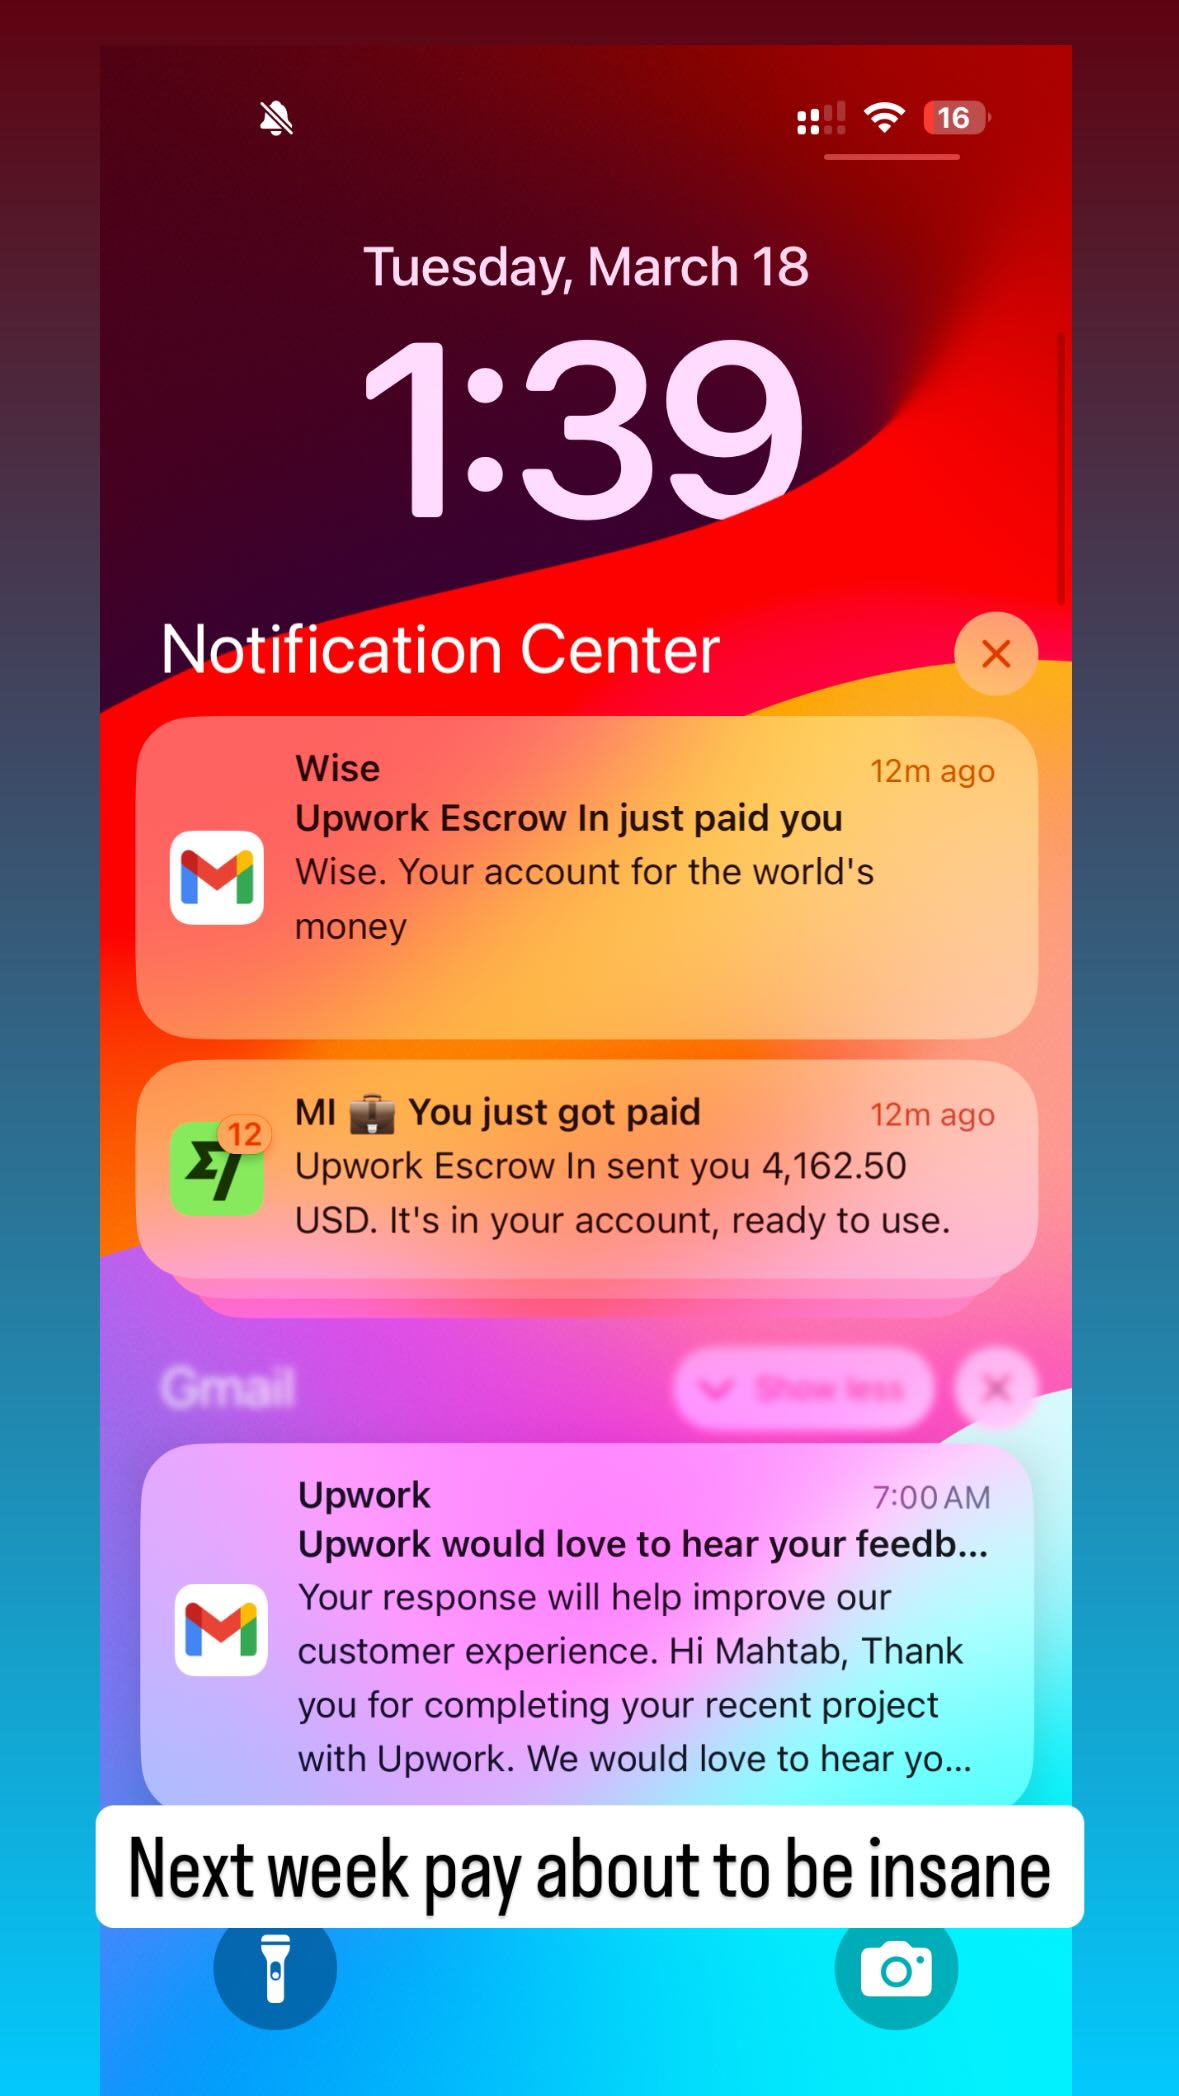 16
Tuesday, March 18
1:39
Notification Center
Wise
12m ago
Upwork Escrow In just paid you
Wise. Your account for the world's
money
12
MI 💼 You just got paid
12m ago
Upwork Escrow In sent you 4,162.50
USD. It's in your account, ready to use.
Gmail
Show less
Upwork
7:00 AM
Upwork would love to hear your feedb...
Your response will help improve our
customer experience. Hi Mahtab, Thank
you for completing your recent project
with Upwork. We would love to hear yo...
Next week pay about to be insane